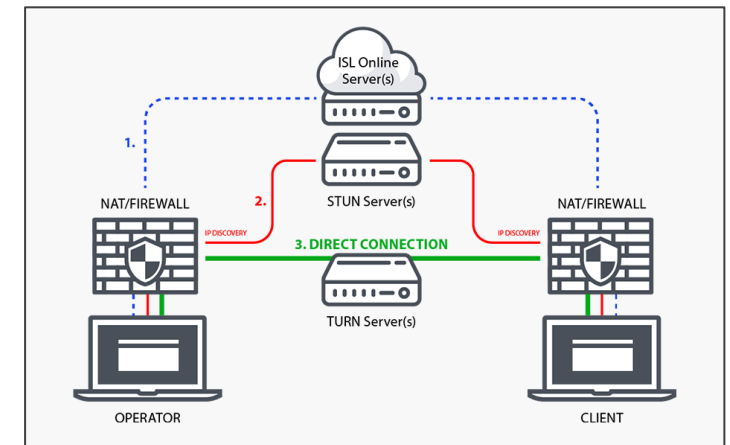 ISL Online
Server(s)
1.
2.
STUN Server(s)
NAT/FIREWALL
NAT/FIREWALL
IP DISCOVERY
IP DISCOVERY
3. DIRECT CONNECTION
TURN Server(s)
OPERATOR
CLIENT